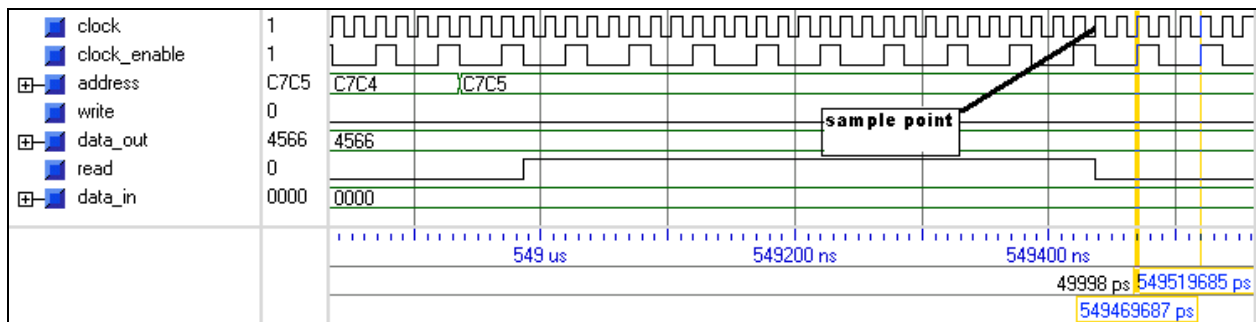 clock 1
clock_enable 1
address C7C5 C7C4 C7C5
write 0
sample point
data_out 4566 4566
read 0
data_in 0000 0000
549 us 549200 ns 549400 ns
49998 ps 549519685 ps
549469687 ps